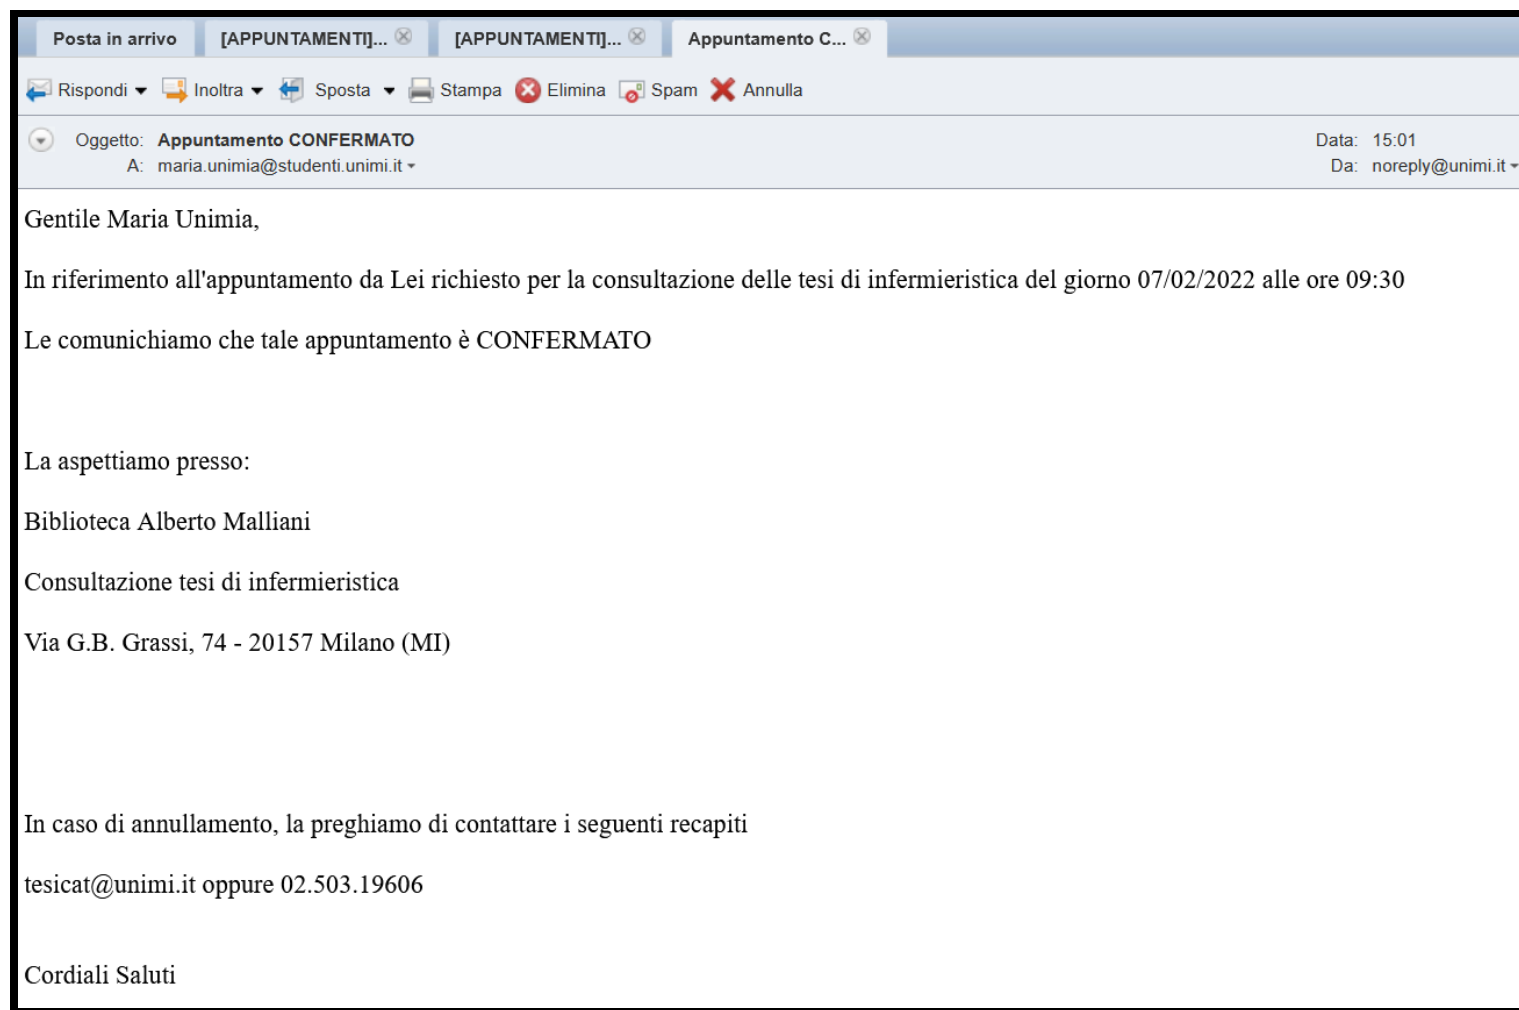 Posta in arrivo [APPUNTAMENTI]... [APPUNTAMENTI]... Appuntamento C...
Rispondi Inoltra Sposta Stampa Elimina Spam Annulla
Oggetto: Appuntamento CONFERMATO Data: 15:01
A: maria.unimia@studenti.unimi.it Da: noreply@unimi.it
Gentile Maria Unimia,
In riferimento all'appuntamento da Lei richiesto per la consultazione delle tesi di infermieristica del giorno 07/02/2022 alle ore 09:30
Le comunichiamo che tale appuntamento è CONFERMATO
La aspettiamo presso:
Biblioteca Alberto Malliani
Consultazione tesi di infermieristica
Via G.B. Grassi, 74 - 20157 Milano (MI)
In caso di annullamento, la preghiamo di contattare i seguenti recapiti
tesicat@unimi.it oppure 02.503.19606
Cordiali Saluti